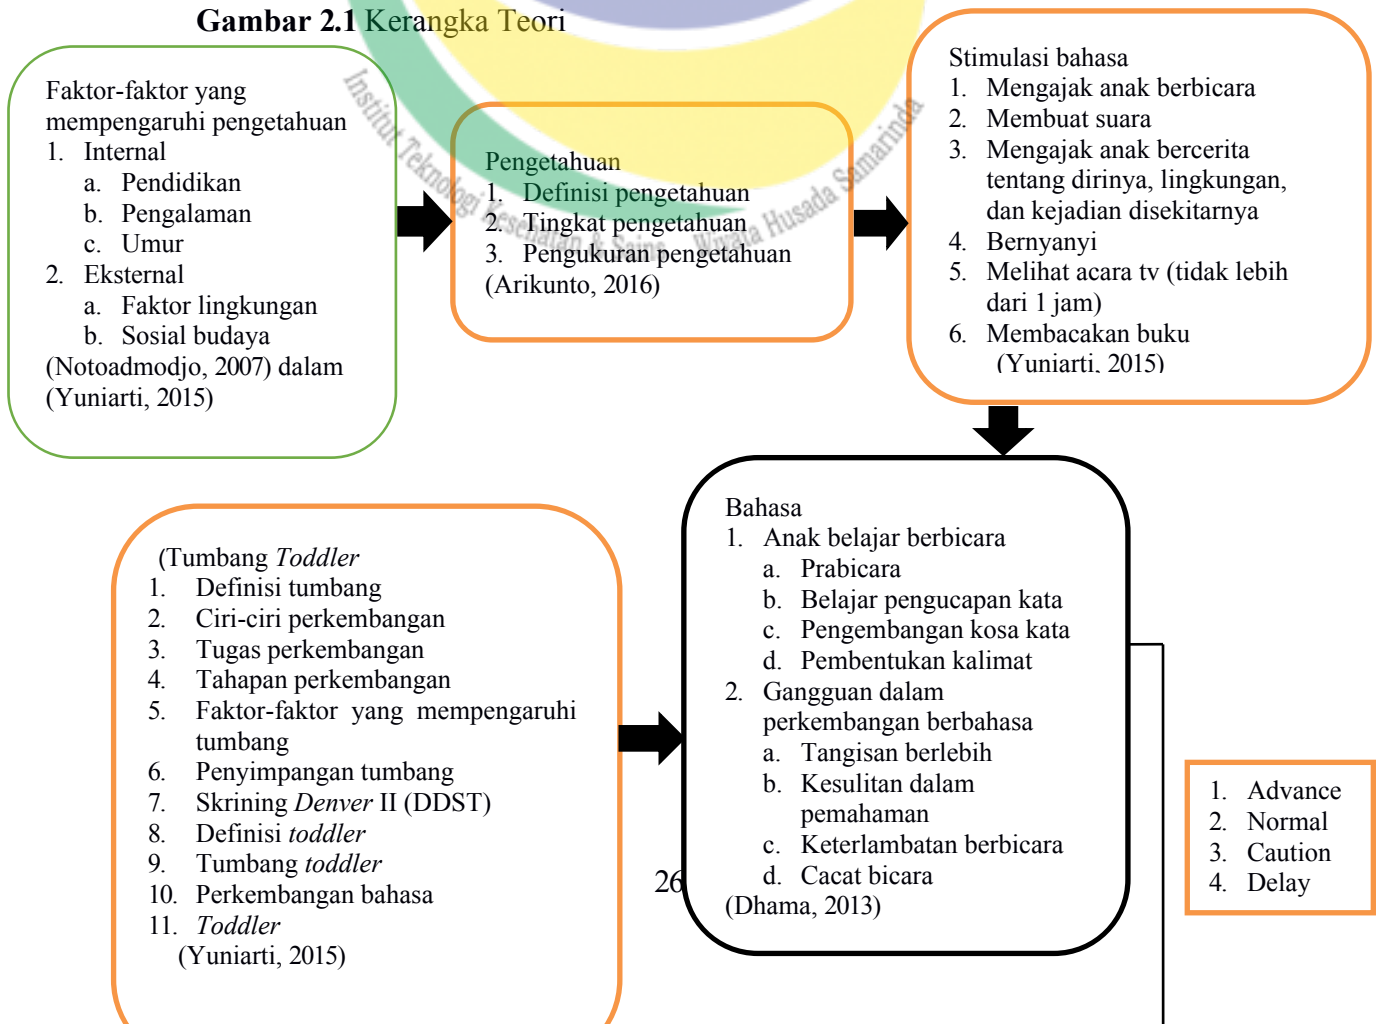 Gambar 2.1 Kerangka Teori
Faktor-faktor yang
mempengaruhi pengetahuan
1. Internal
a. Pendidikan
b. Pengalaman
c. Umur
2. Eksternal
a. Faktor lingkungan
b. Sosial budaya
(Notoadmodjo, 2007) dalam
(Yuniarti, 2015)
Institut Teknologi Kesehatan & Sains Wiyata Husada Samarinda
Pengetahuan
1. Definisi pengetahuan
2. Tingkat pengetahuan
3. Pengukuran pengetahuan
(Arikunto, 2016)
Stimulasi bahasa
1. Mengajak anak berbicara
2. Membuat suara
3. Mengajak anak bercerita
tentang dirinya, lingkungan,
dan kejadian disekitarnya
4. Bernyanyi
5. Melihat acara tv (tidak lebih
dari 1 jam)
6. Membacakan buku
(Yuniarti, 2015)
(Tumbang Toddler
1. Definisi tumbang
2. Ciri-ciri perkembangan
3. Tugas perkembangan
4. Tahapan perkembangan
5. Faktor-faktor yang mempengaruhi
tumbang
6. Penyimpangan tumbang
7. Skrining Denver II (DDST)
8. Definisi toddler
9. Tumbang toddler
10. Perkembangan bahasa
11. Toddler
(Yuniarti, 2015)
Bahasa
1. Anak belajar berbicara
a. Prabicara
b. Belajar pengucapan kata
c. Pengembangan kosa kata
d. Pembentukan kalimat
2. Gangguan dalam
perkembangan berbahasa
a. Tangisan berlebih
b. Kesulitan dalam
pemahaman
c. Keterlambatan berbicara
d. Cacat bicara
(Dhama, 2013)
1. Advance
2. Normal
3. Caution
4. Delay
26